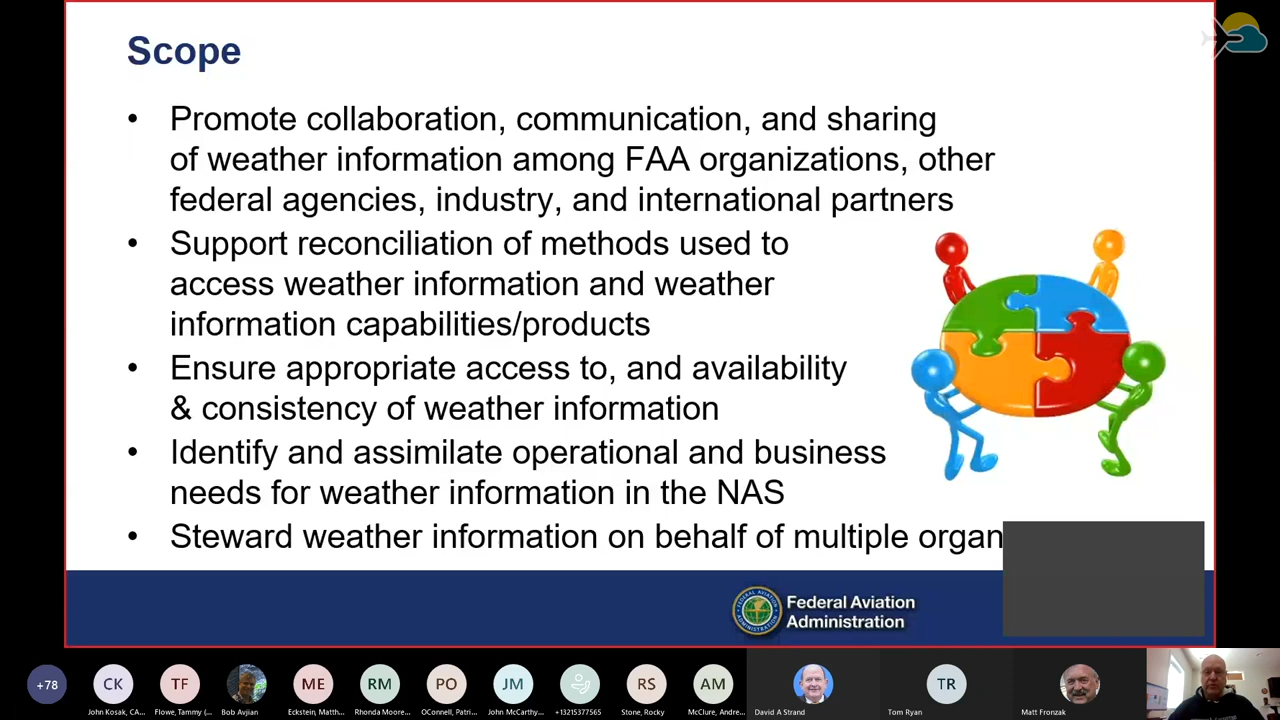 Scope
• Promote collaboration, communication, and sharing
of weather information among FAA organizations, other
federal agencies, industry, and international partners
• Support reconciliation of methods used to
access weather information and weather
information capabilities/products
• Ensure appropriate access to, and availability
& consistency of weather information
• Identify and assimilate operational and business
needs for weather information in the NAS
• Steward weather information on behalf of multiple organ
Federal Aviation
Administration
+78
CK
TF
ME
RM
PO
JM
RS
AM
TR
John Kosak, CA...
Flowe, Tammy (...
Bob Avjian
Eckstein, Matth...
Rhonda Moore...
OConnell, Patri...
John McCarthy...
+13215377565
Stone, Rocky
McClure, Andre...
David A Strand
Tom Ryan
Matt Fronzak